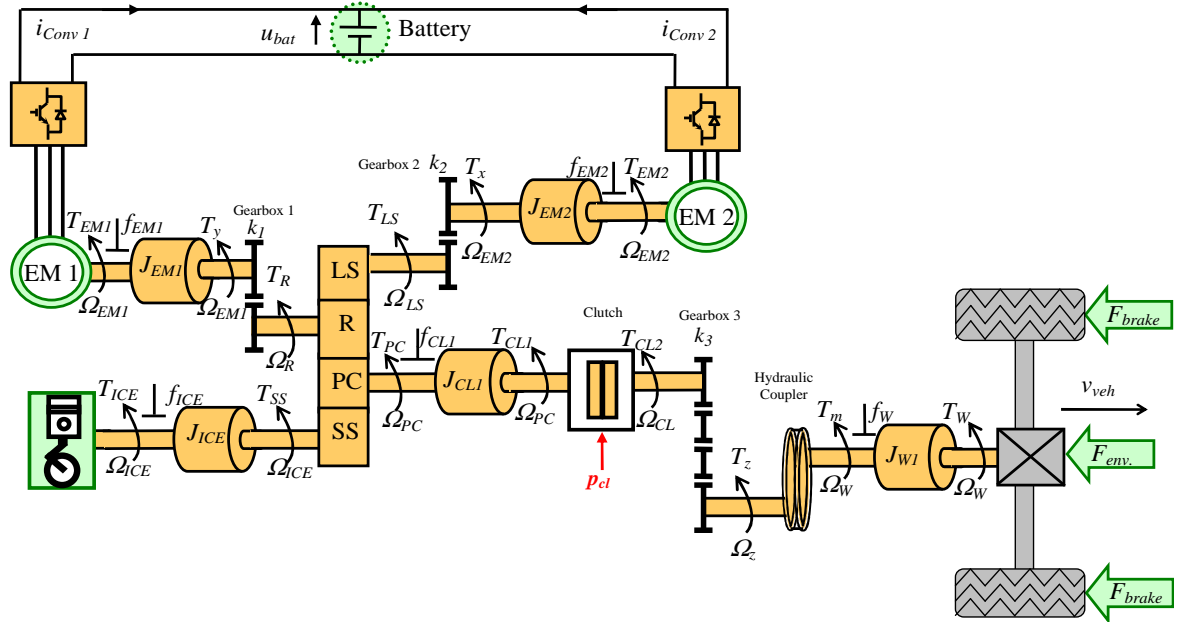 i_Conv 1
u_bat
Battery
i_Conv 2
Gearbox 2
k_2
T_x
f_EM2
T_EM2
J_EM2
EM 2
Ω_EM2
Ω_EM2
T_EM1
f_EM1
T_y
Gearbox 1
k_1
T_LS
EM 1
J_EM1
T_R
LS
Ω_LS
Ω_EM1
Ω_EM1
R
Ω_R
T_PC
f_CL1
T_CL1
Clutch
T_CL2
Gearbox 3
k_3
PC
J_CL1
Ω_PC
Ω_PC
Ω_CL
T_ICE
f_ICE
T_SS
SS
J_ICE
Ω_ICE
Ω_ICE
p_cl
Hydraulic
Coupler
T_m
f_W
T_W
T_z
J_W1
Ω_W
Ω_W
Ω_z
F_brake
v_veh
F_env.
F_brake